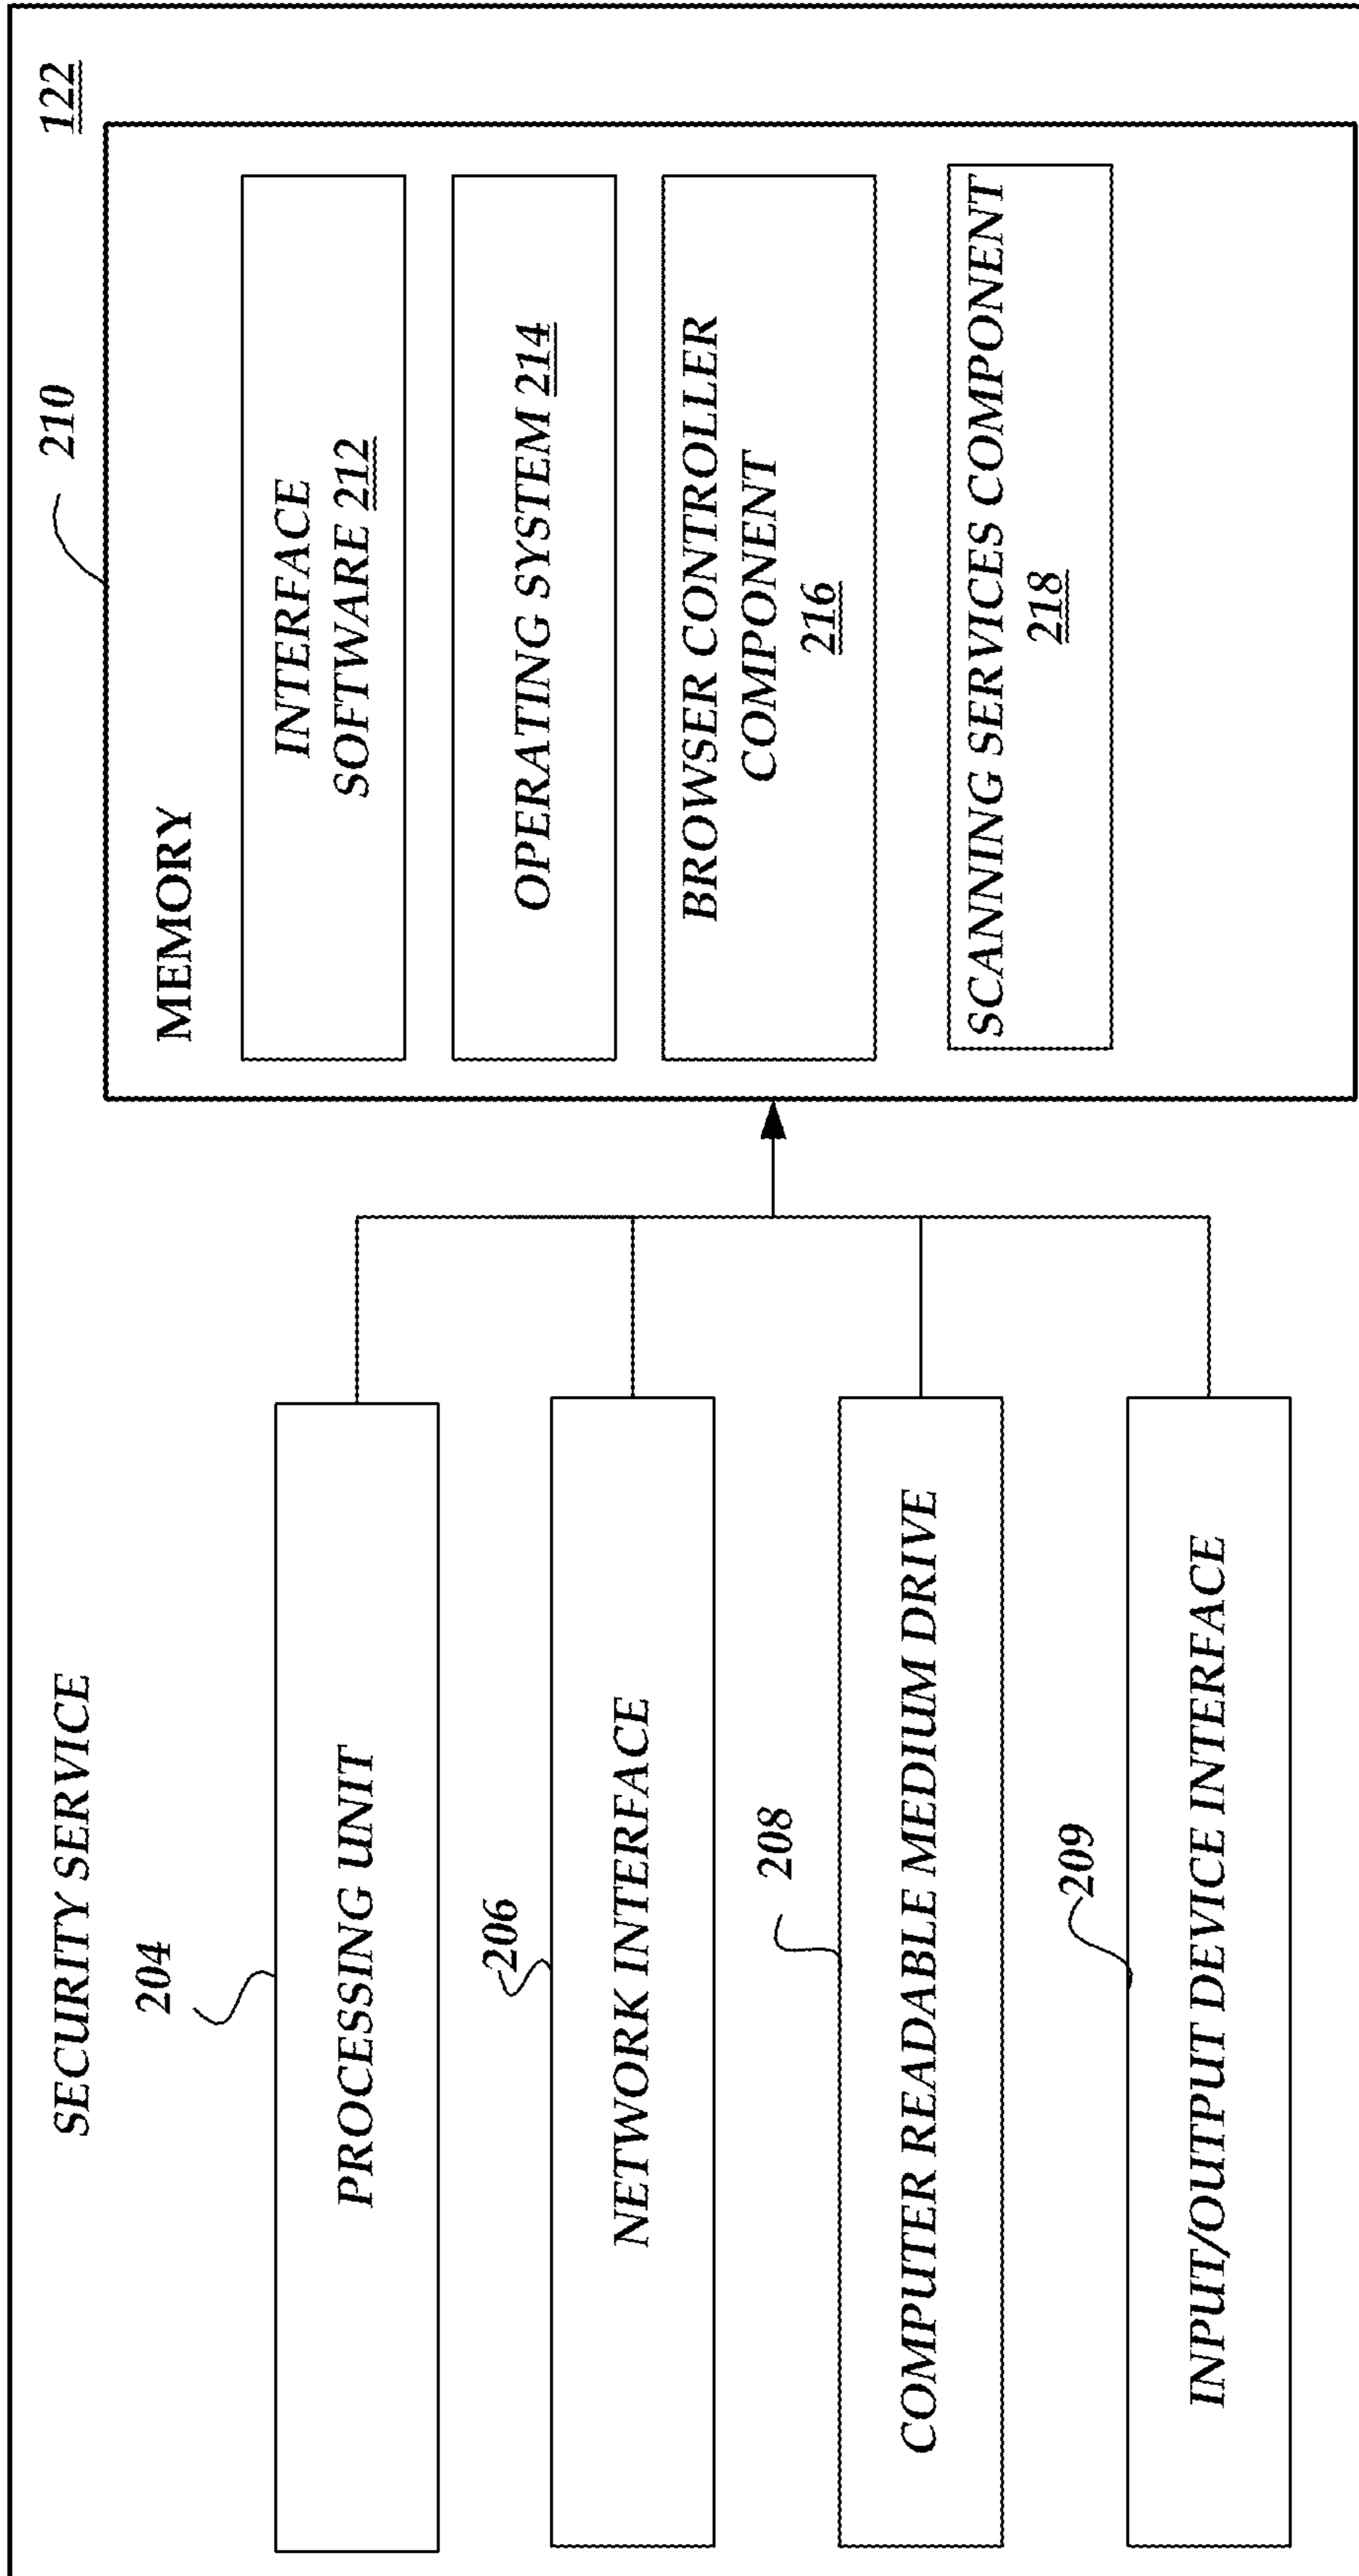 SECURITY SERVICE
122
204
PROCESSING UNIT
206
NETWORK INTERFACE
208
COMPUTER READABLE MEDIUM DRIVE
209
INPUT/OUTPUT DEVICE INTERFACE
210
MEMORY
INTERFACE
SOFTWARE 212
OPERATING SYSTEM 214
BROWSER CONTROLLER
COMPONENT
216
SCANNING SERVICES COMPONENT
218